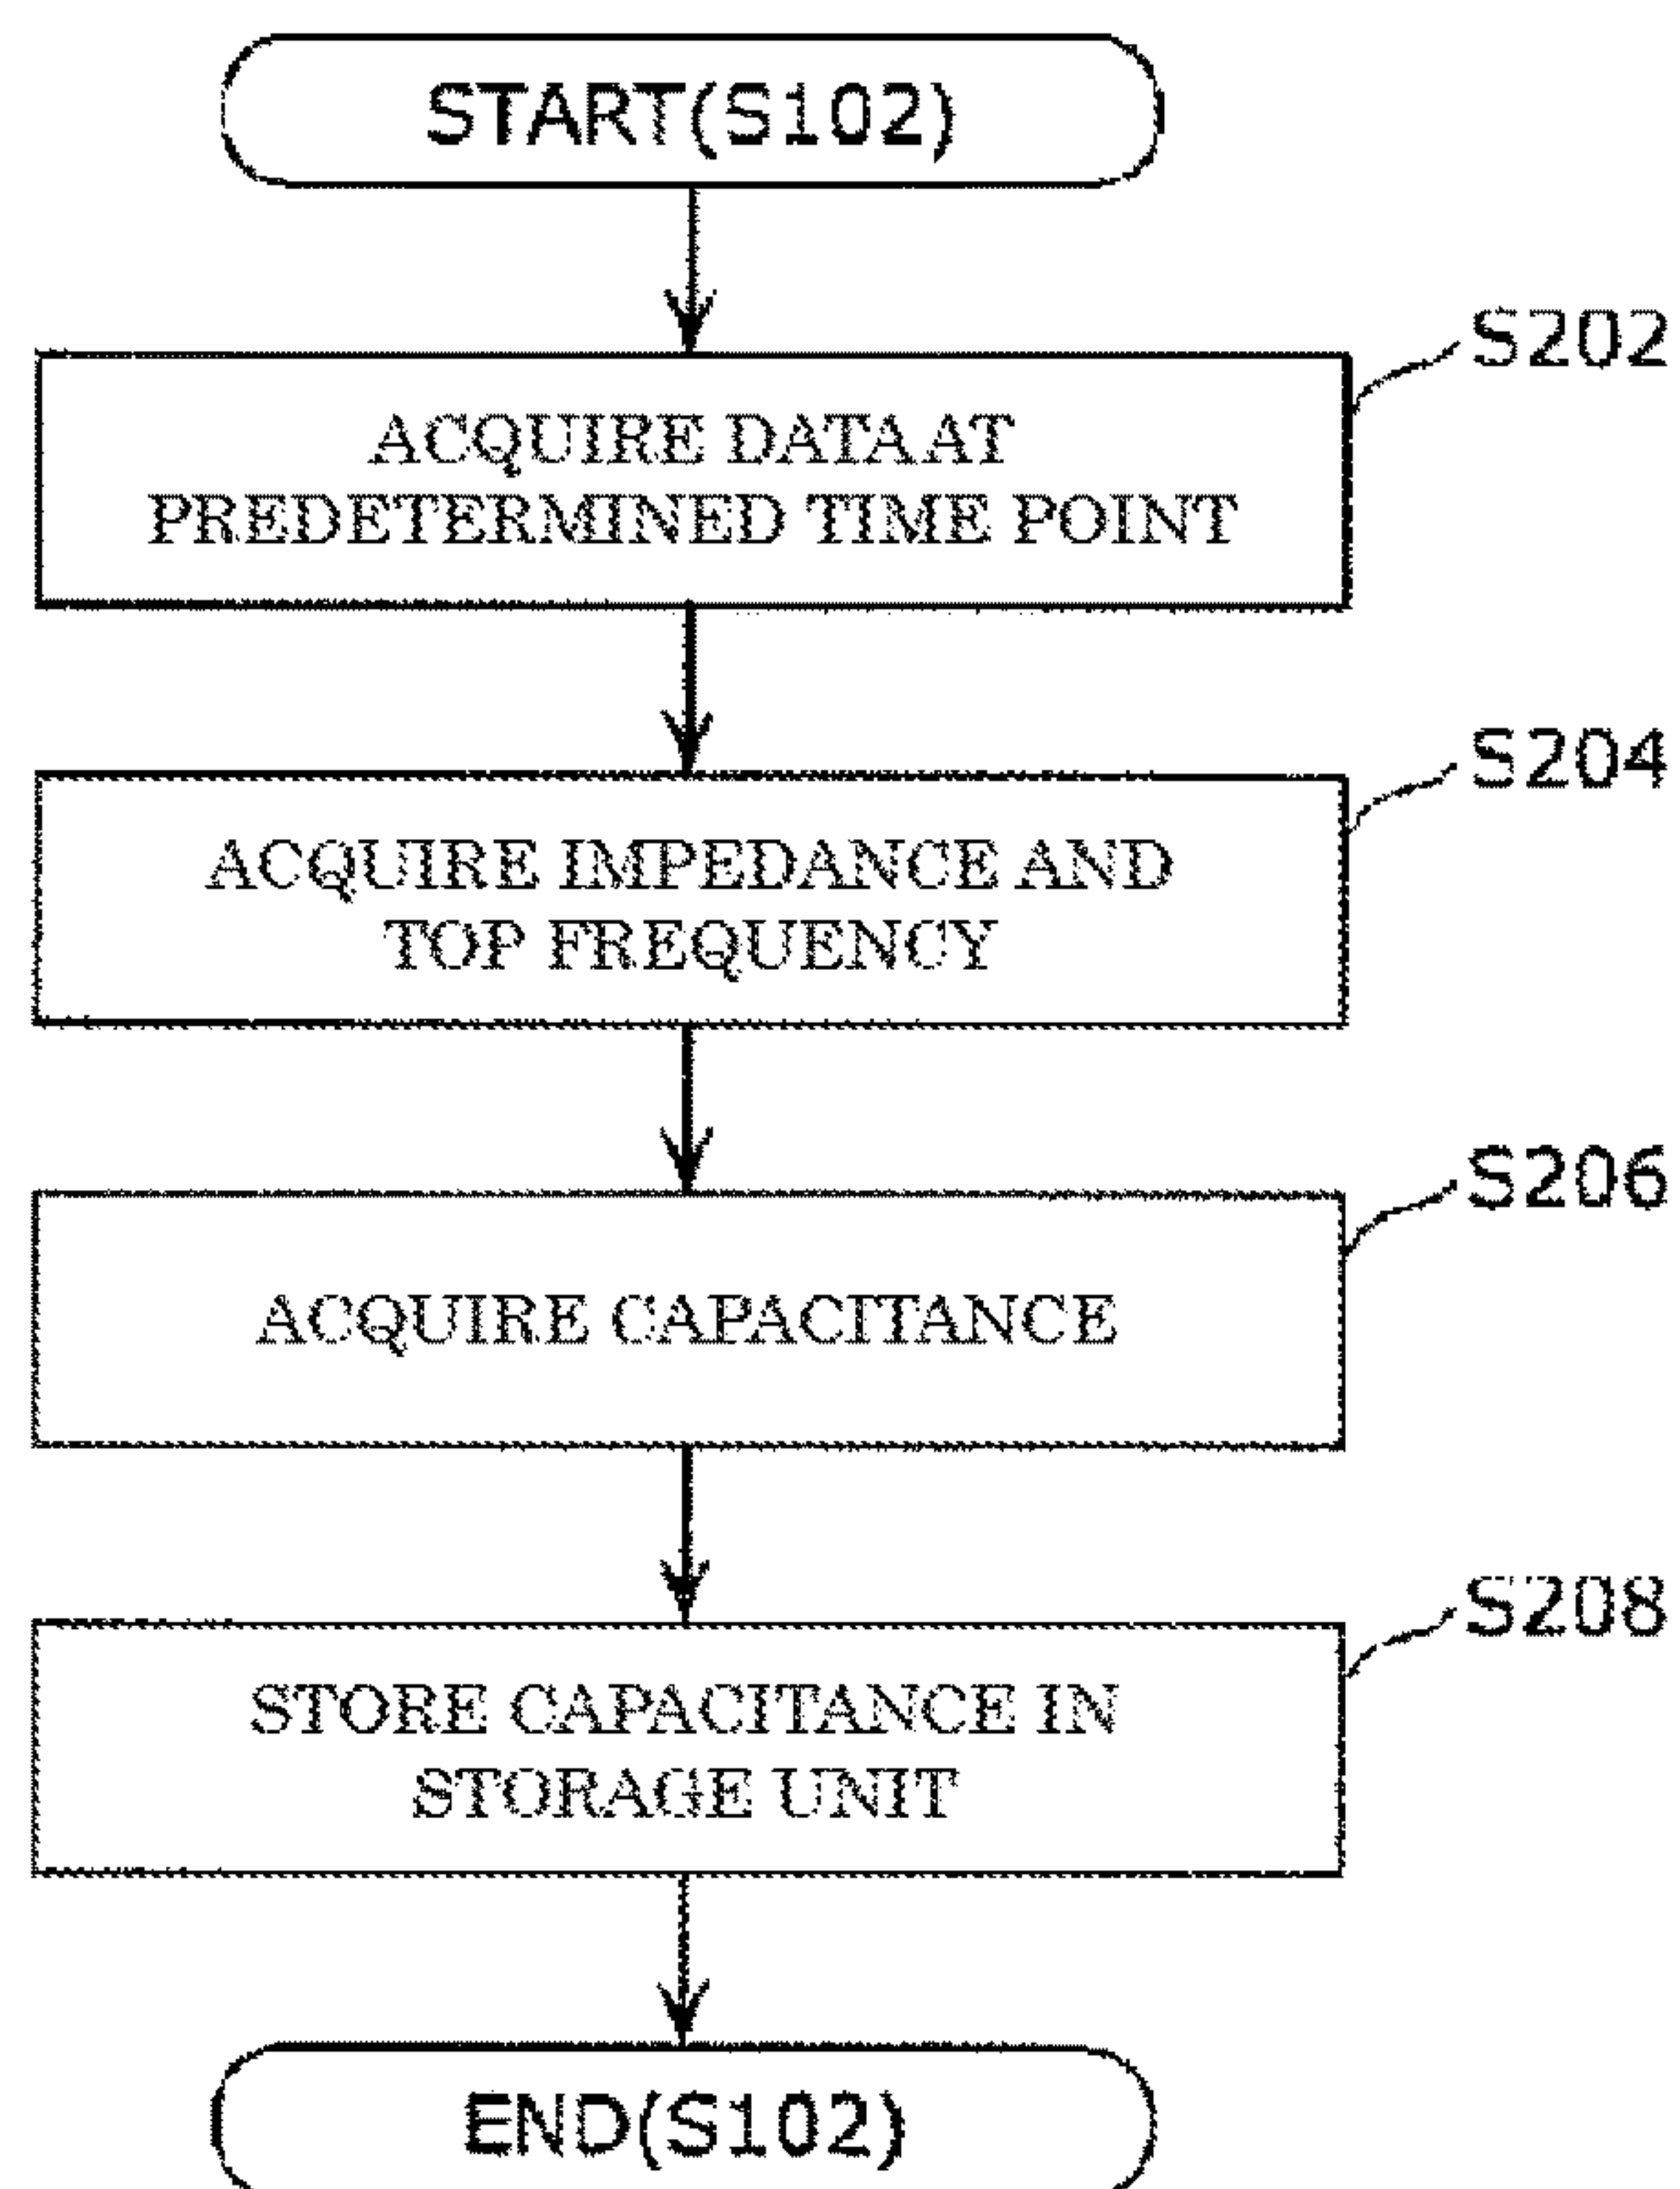 START(S102)
S202
ACQUIRE DATA AT
PREDETERMINED TIME POINT
S204
ACQUIRE IMPEDANCE AND
TOP FREQUENCY
S206
ACQUIRE CAPACITANCE
S208
STORE CAPACITANCE IN
STORAGE UNIT
END(S102)